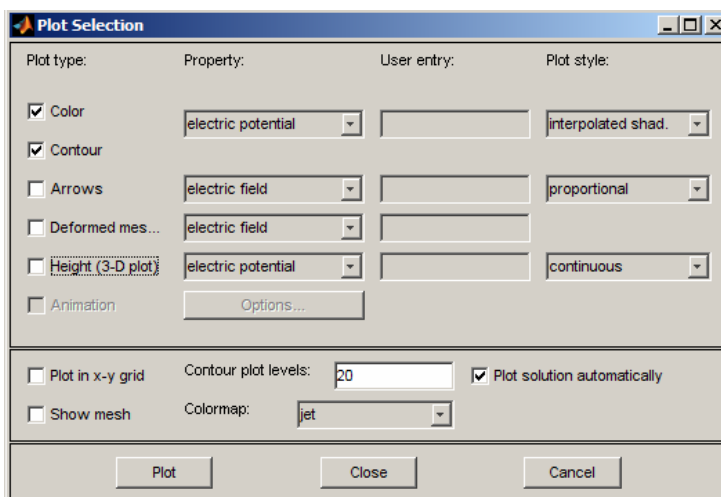 Plot Selection
Plot type: Property: User entry: Plot style:
Color
electric potential interpolated shad.
Contour
Arrows electric field proportional
Deformed mes... electric field
Height (3-D plot) electric potential continuous
Animation Options...
Plot in x-y grid Contour plot levels: 20 Plot solution automatically
Show mesh Colormap: jet
Plot Close Cancel